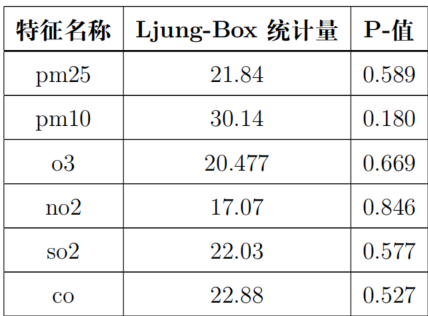 特征名称 Ljung-Box 统计量 P-值
pm25 21.84 0.589
pm10 30.14 0.180
o3 20.477 0.669
no2 17.07 0.846
so2 22.03 0.577
co 22.88 0.527